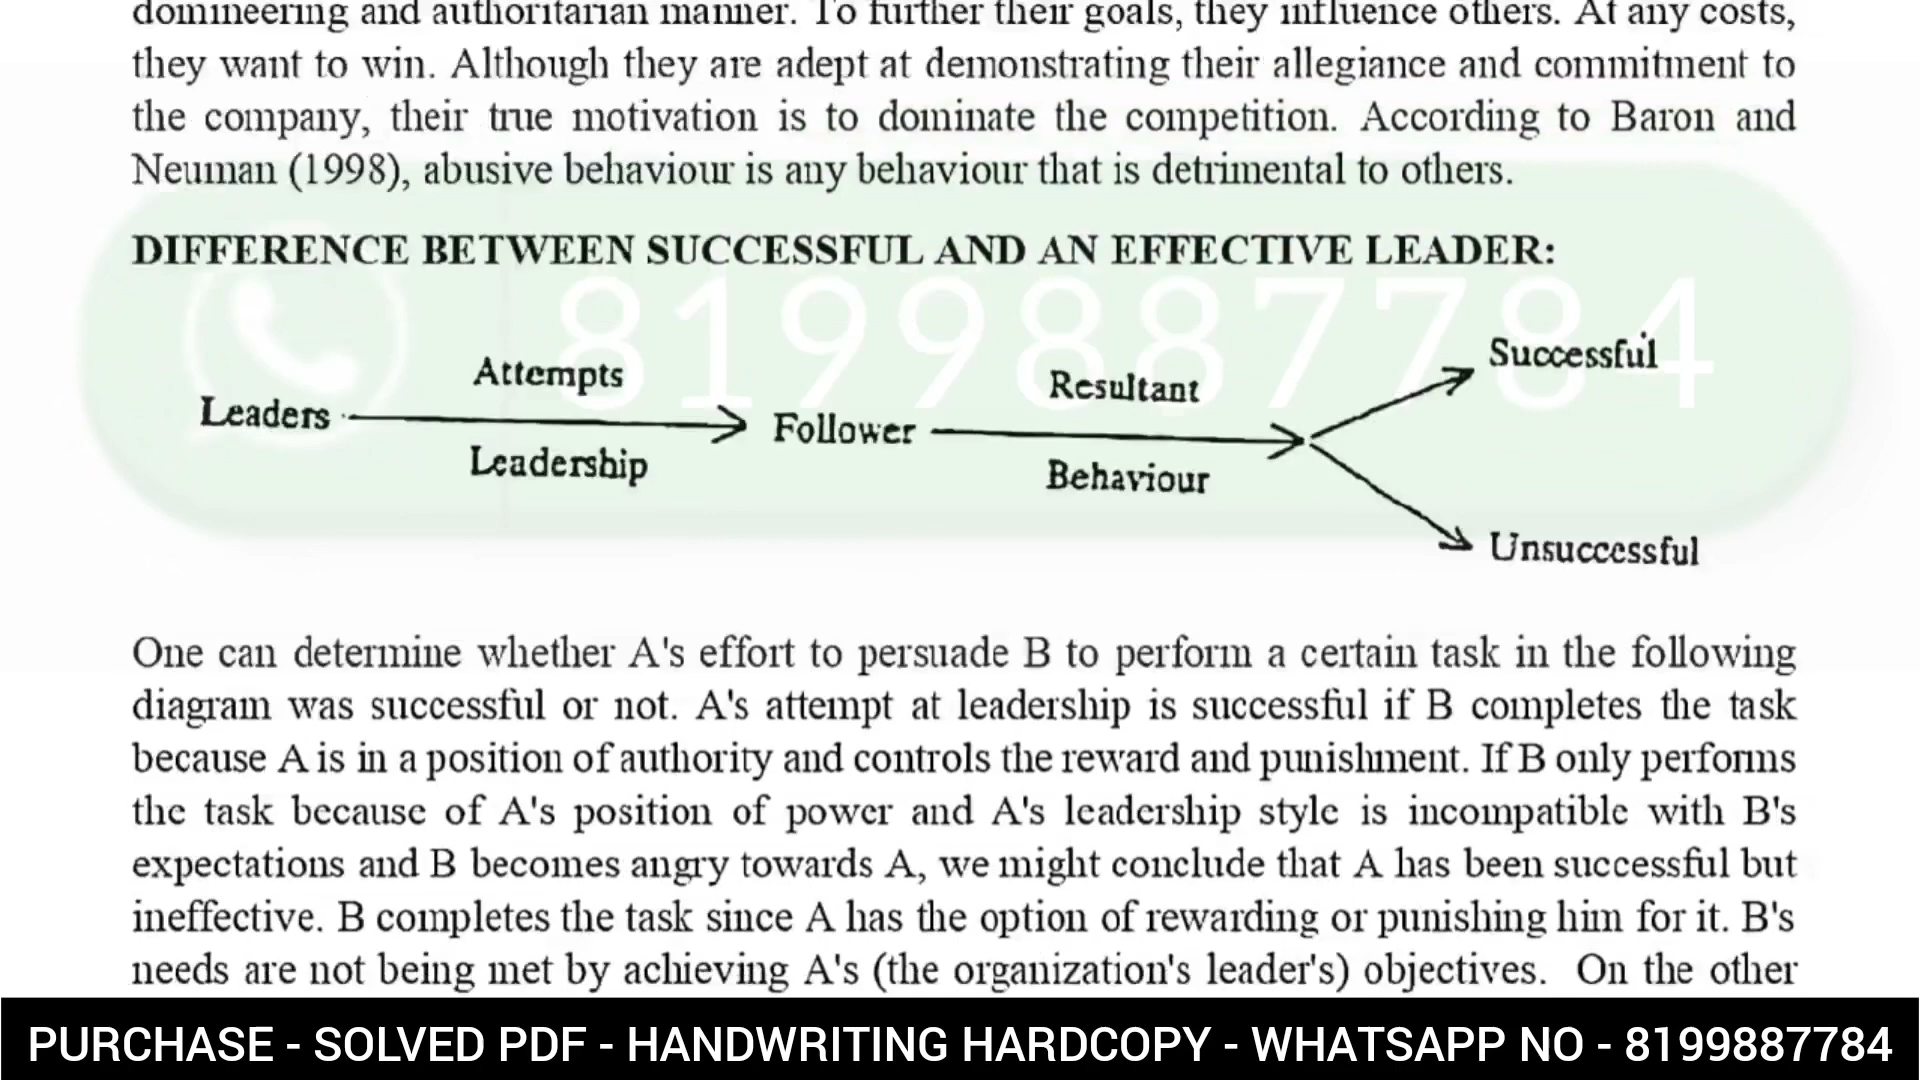 domineering and authoritarian manner. To further their goals, they influence others. At any costs,
they want to win. Although they are adept at demonstrating their allegiance and commitment to
the company, their true motivation is to dominate the competition. According to Baron and
Neuman (1998), abusive behaviour is any behaviour that is detrimental to others.
DIFFERENCE BETWEEN SUCCESSFUL AND AN EFFECTIVE LEADER:
8199887784
Successful
Attempts
Resultant
Leaders
Follower
Leadership
Behaviour
Unsuccessful
One can determine whether A's effort to persuade B to perform a certain task in the following
diagram was successful or not. A's attempt at leadership is successful if B completes the task
because A is in a position of authority and controls the reward and punishment. If B only performs
the task because of A's position of power and A's leadership style is incompatible with B's
expectations and B becomes angry towards A, we might conclude that A has been successful but
ineffective. B completes the task since A has the option of rewarding or punishing him for it. B's
needs are not being met by achieving A's (the organization's leader's) objectives. On the other
PURCHASE - SOLVED PDF - HANDWRITING HARDCOPY - WHATSAPP NO - 8199887784